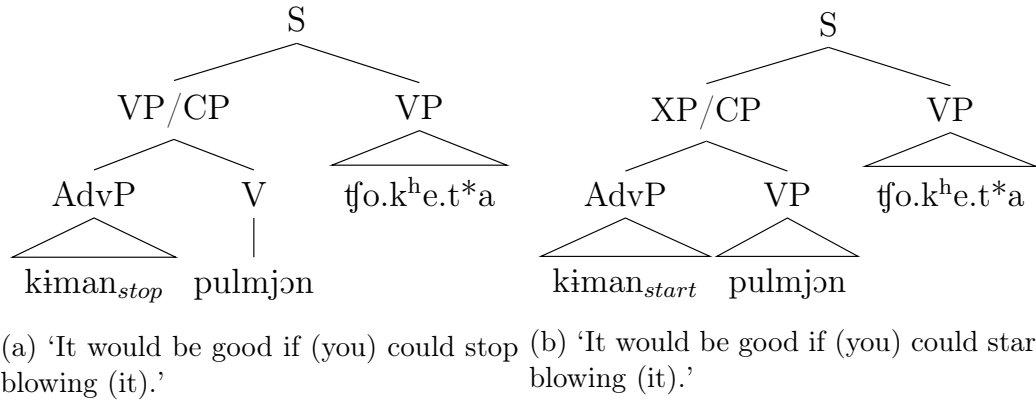 S
VP/CP VP
AdvP V ʧo.kʰe.t*a
kɨman_stop pulmjɔn
(a) ‘It would be good if (you) could stop
blowing (it).’
S
XP/CP VP
AdvP VP ʧo.kʰe.t*a
kɨman_start pulmjɔn
(b) ‘It would be good if (you) could star
blowing (it).’